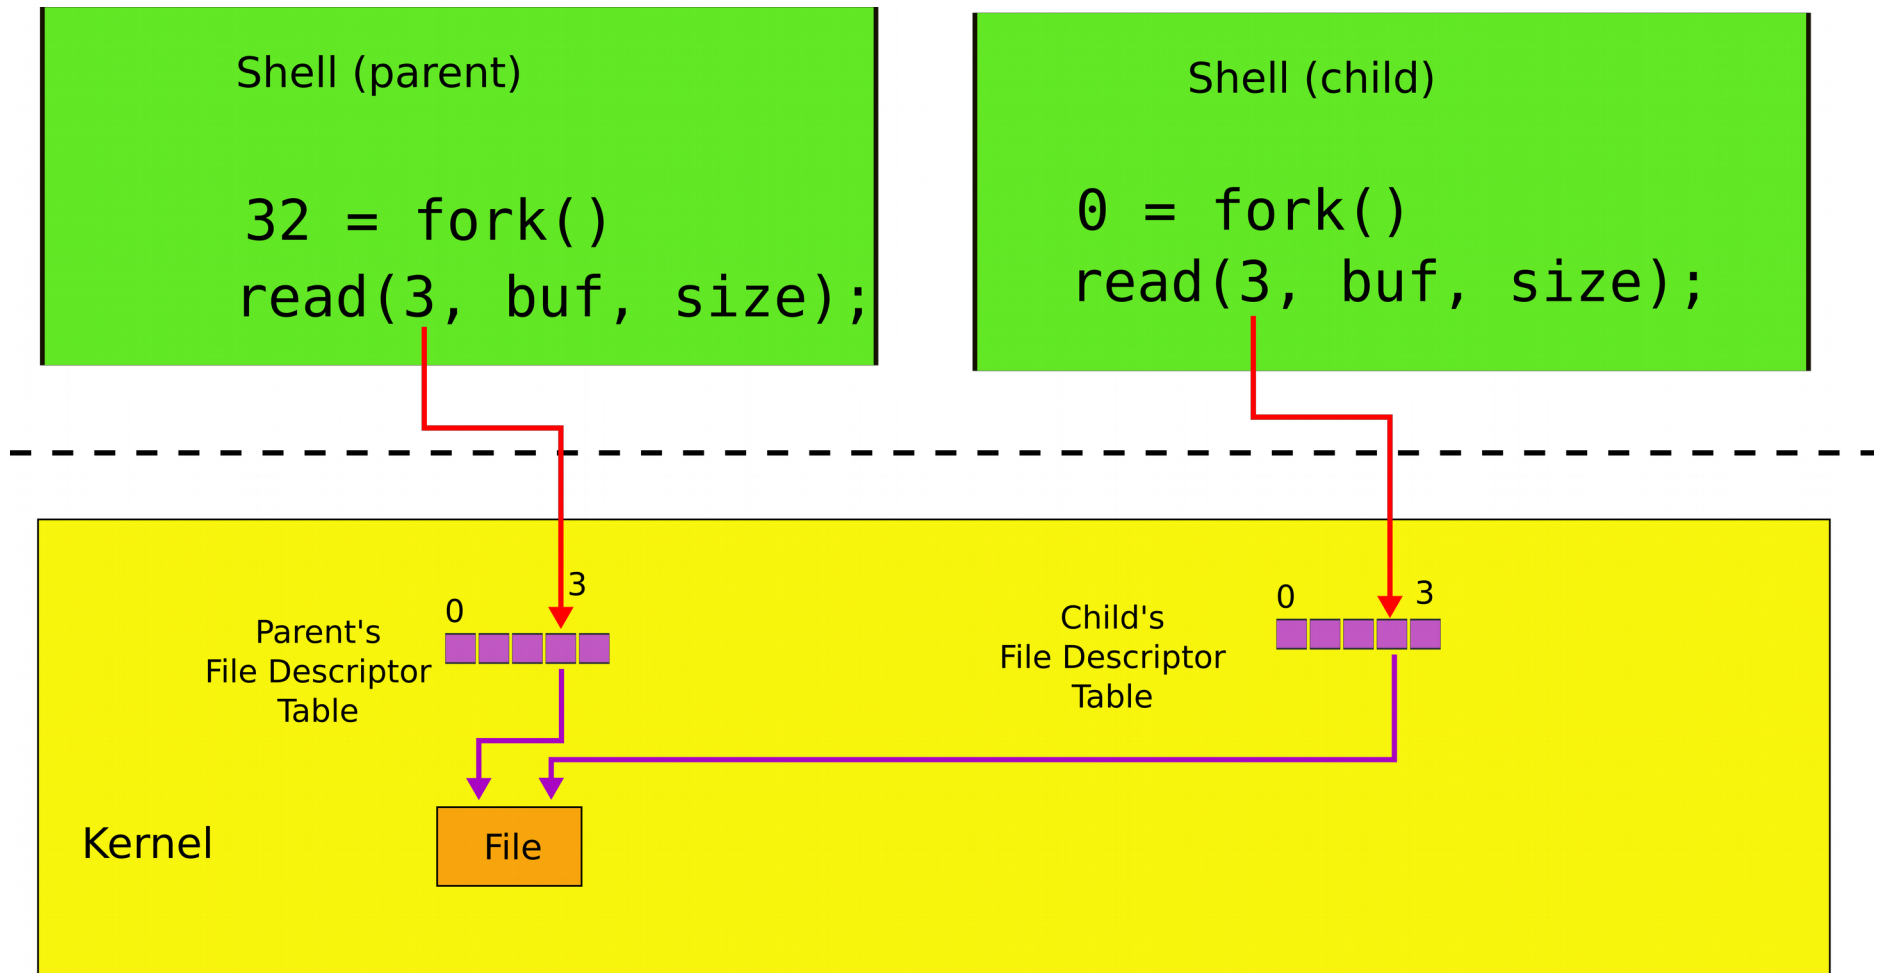 Shell (parent)
32 = fork()
read(3, buf, size);
Shell (child)
0 = fork()
read(3, buf, size);
0
3
Parent's
File Descriptor
Table
0
3
Child's
File Descriptor
Table
Kernel
File